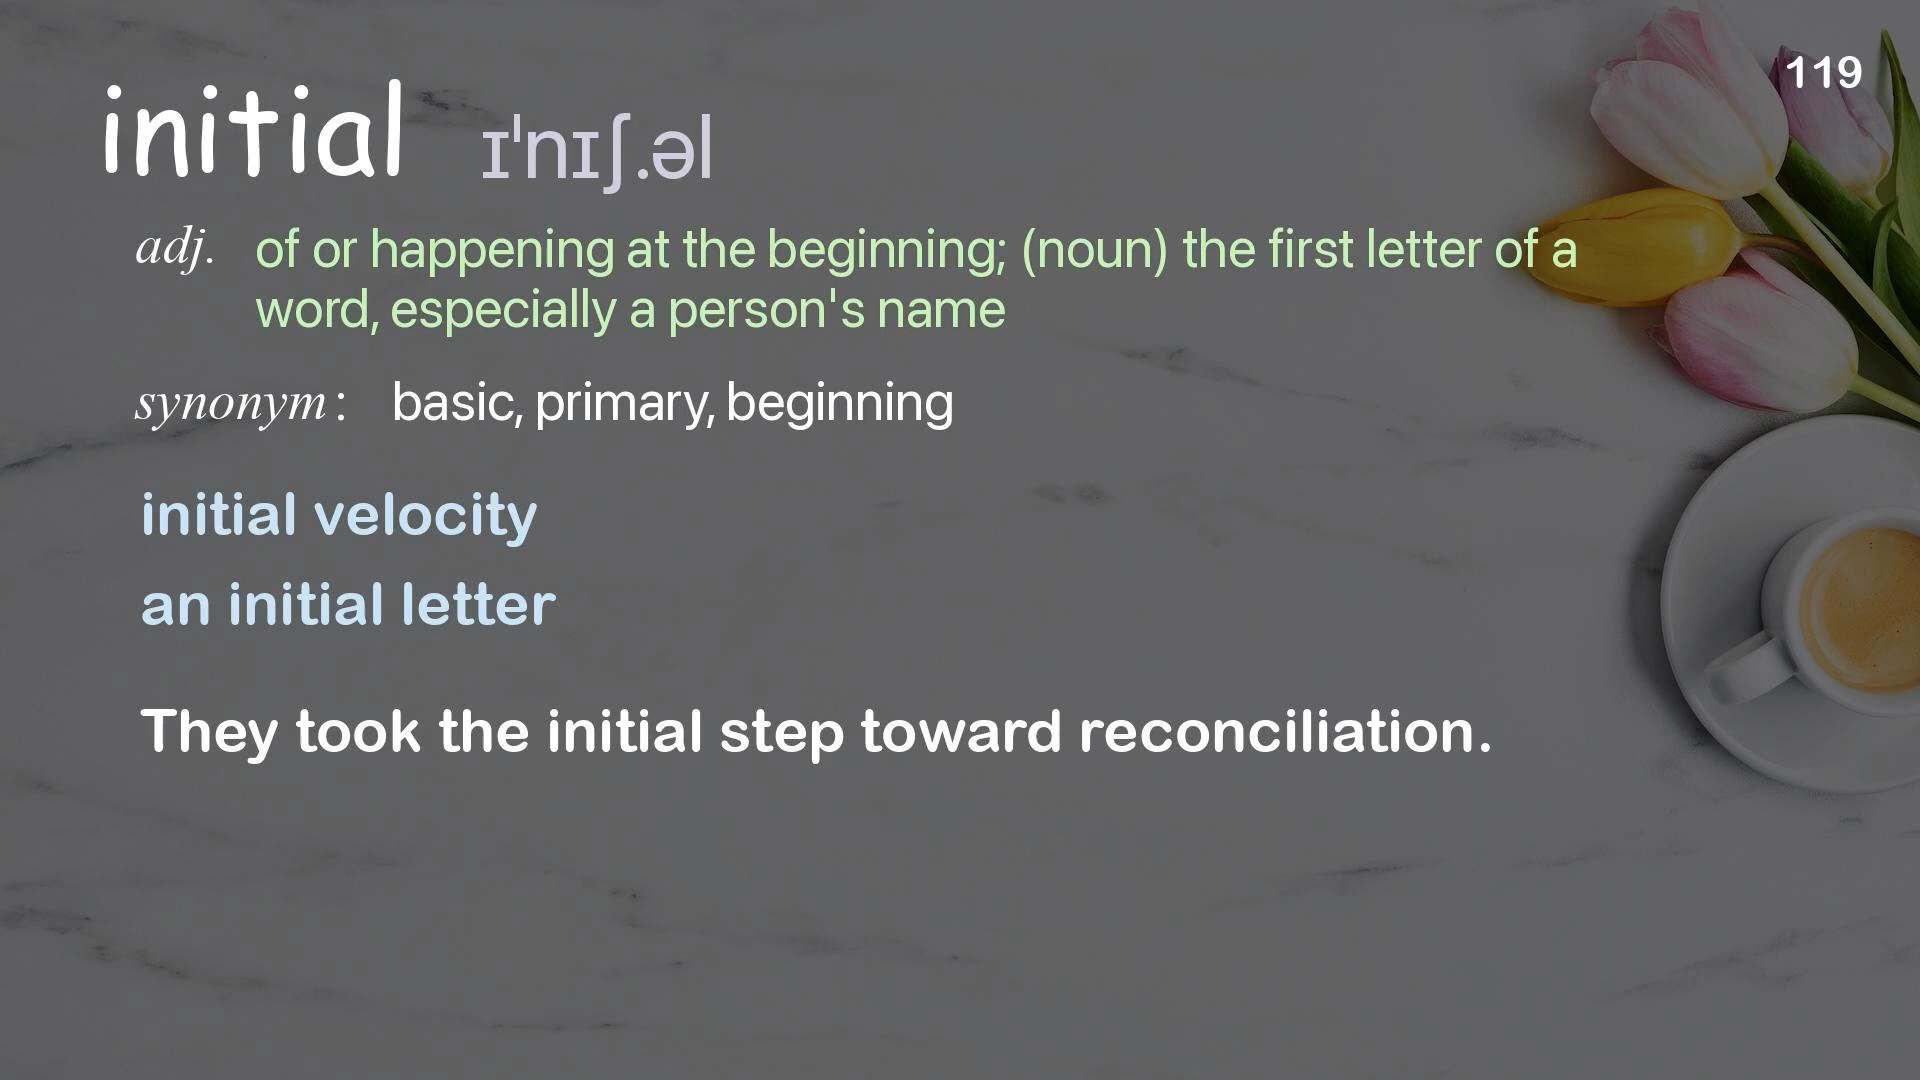 119
initial ɪˈnɪʃ.əl
adj. of or happening at the beginning; (noun) the first letter of a
word, especially a person's name
synonym: basic, primary, beginning
initial velocity
an initial letter
They took the initial step toward reconciliation.